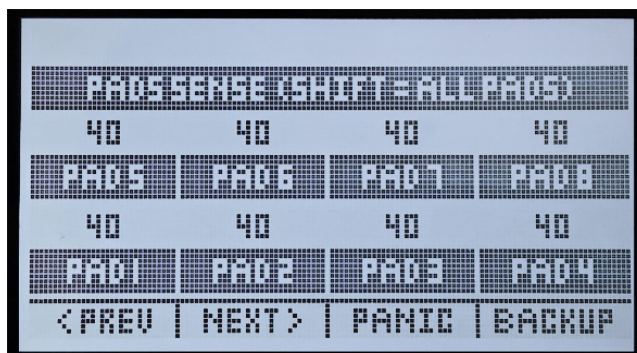 PADS SENSE (SHIFT=ALL PADS)
40 40 40 40
PAD5 PAD6 PAD7 PAD8
40 40 40 40
PAD1 PAD2 PAD3 PAD4
<PREV NEXT> PANIC BACKUP